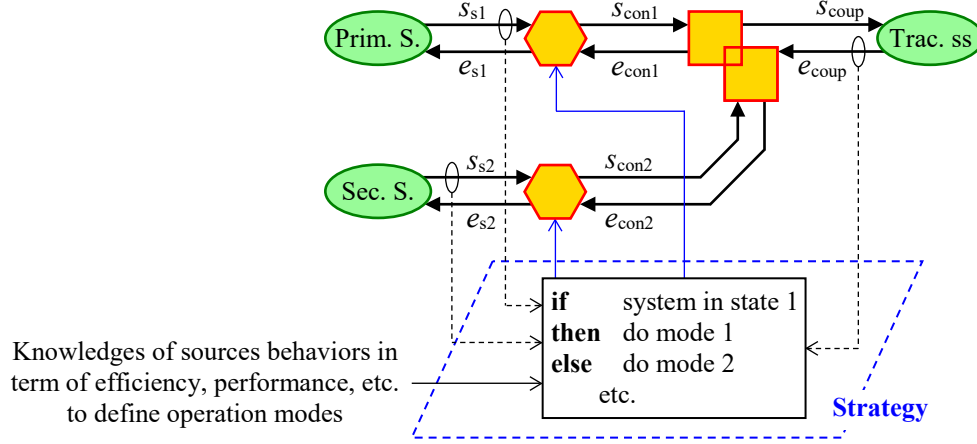 s_s1
s_con1
s_coup
Prim. S.
Trac. ss
e_s1
e_con1
e_coup
s_s2
s_con2
Sec. S.
e_s2
e_con2
if system in state 1
then do mode 1
else do mode 2
etc.
Knowledges of sources behaviors in
term of efficiency, performance, etc.
to define operation modes
Strategy